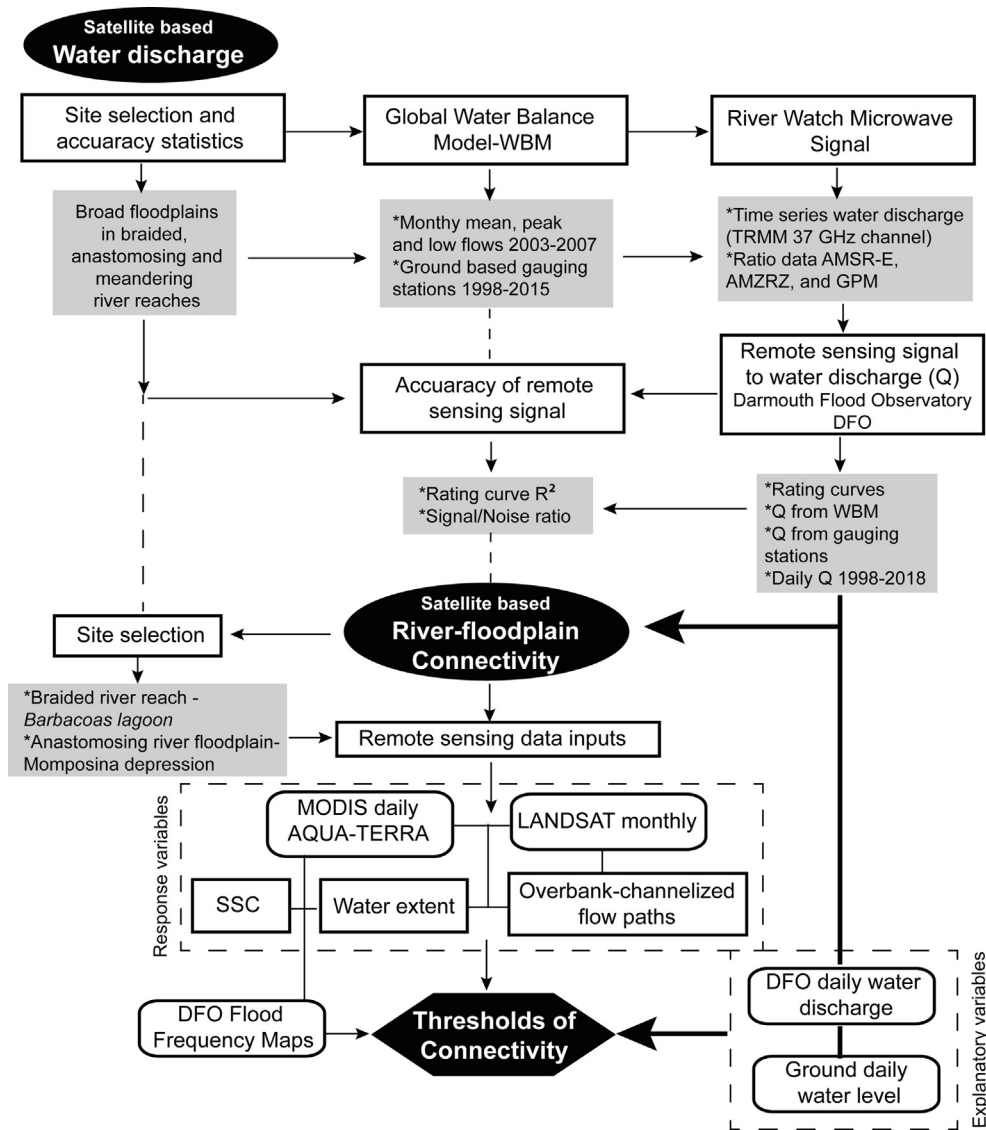 Satellite based
Water discharge
Site selection and
accuaracy statistics
Global Water Balance
Model-WBM
River Watch Microwave
Signal
Broad floodplains
in braided,
anastomosing and
meandering
river reaches
*Monthy mean, peak
and low flows 2003-2007
*Ground based gauging
stations 1998-2015
*Time series water discharge
(TRMM 37 GHz channel)
*Ratio data AMSR-E,
AMZRZ, and GPM
Accuaracy of remote
sensing signal
Remote sensing signal
to water discharge (Q)
Darmouth Flood Observatory
DFO
*Rating curve R²
*Signal/Noise ratio
*Rating curves
*Q from WBM
*Q from gauging
stations
*Daily Q 1998-2018
Site selection
Satellite based
River-floodplain
Connectivity
*Braided river reach -
Barbacoas lagoon
*Anastomosing river floodplain-
Momposina depression
Remote sensing data inputs
Response variables
MODIS daily
AQUA-TERRA
LANDSAT monthly
SSC
Water extent
Overbank-channelized
flow paths
DFO Flood
Frequency Maps
Thresholds of
Connectivity
DFO daily water
discharge
Ground daily
water level
Explanatory variables